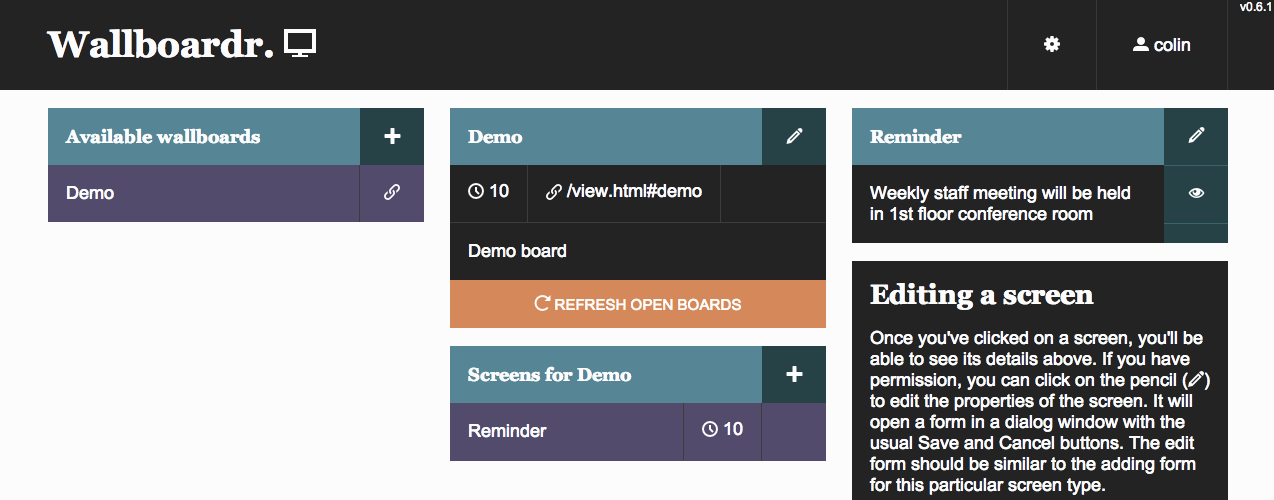 v0.6.1
Wallboardr.
colin
Available wallboards
Demo
Demo
10 /view.html#demo
Demo board
REFRESH OPEN BOARDS
Screens for Demo
Reminder 10
Reminder
Weekly staff meeting will be held
in 1st floor conference room
Editing a screen
Once you've clicked on a screen, you'll be
able to see its details above. If you have
permission, you can click on the pencil ( )
to edit the properties of the screen. It will
open a form in a dialog window with the
usual Save and Cancel buttons. The edit
form should be similar to the adding form
for this particular screen type.